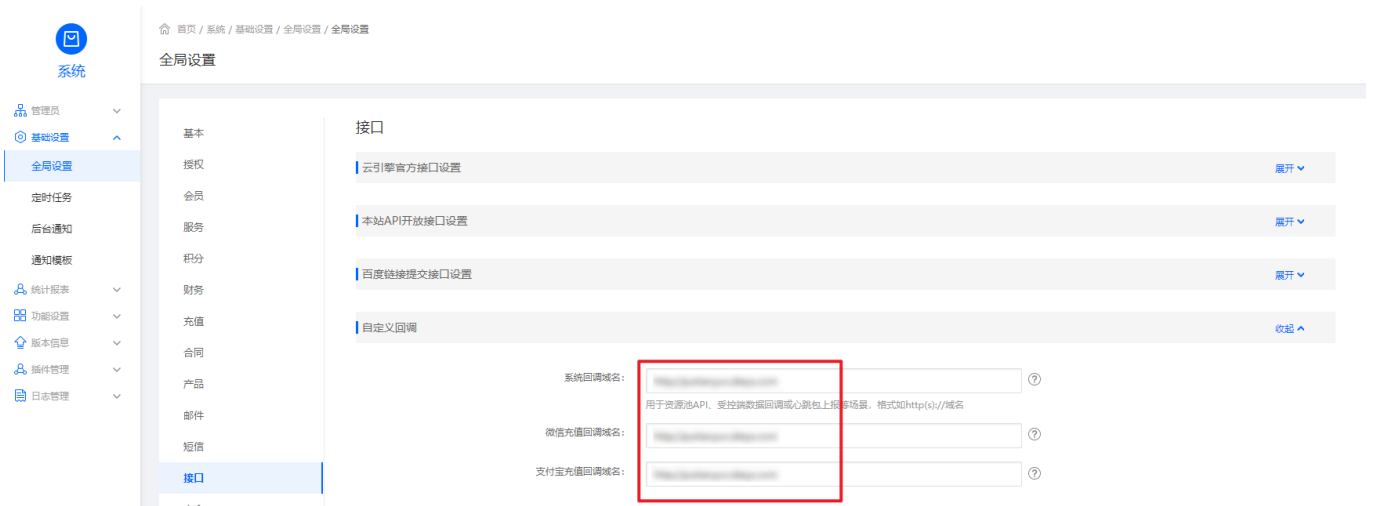 首页 / 系统 / 基础设置 / 全局设置 / 全局设置
系统
全局设置
管理员
基础设置
全局设置
定时任务
后台通知
通知模板
统计报表
功能设置
版本信息
插件管理
日志管理
基本
授权
会员
服务
积分
财务
充值
合同
产品
邮件
短信
接口
接口
云引擎官方接口设置
展开
本站API开放接口设置
展开
百度链接提交接口设置
展开
自定义回调
收起
系统回调域名：
用于资源池API、受控端数据回调或心跳包上报等场景，格式如http(s)://域名
微信充值回调域名：
支付宝充值回调域名：